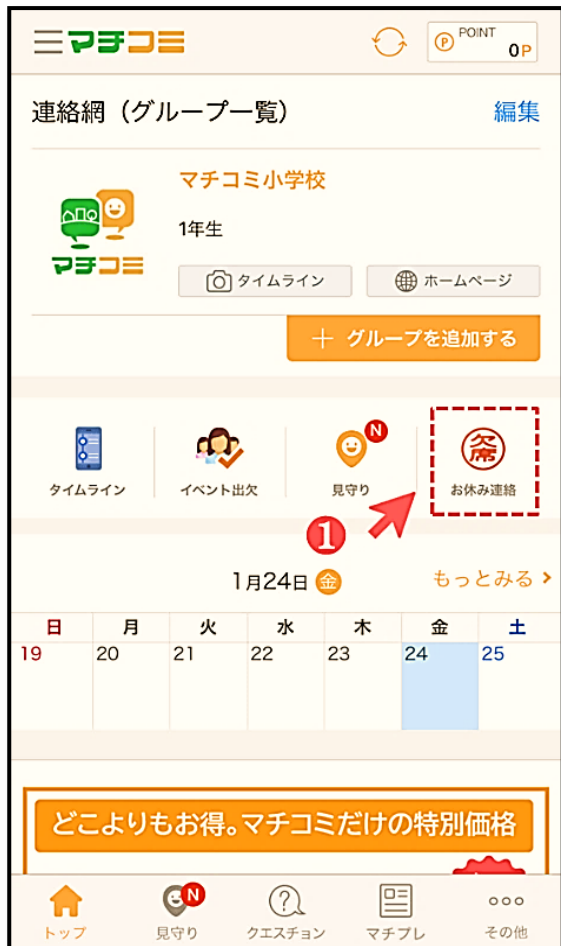 マチコミ
P POINT
0P
連絡網（グループ一覧） 編集
マチコミ小学校
1年生
マチコミ
タイムライン ホームページ
＋ グループを追加する
N 欠席
タイムライン イベント出欠 見守り お休み連絡
1
1月24日 金 もっとみる >
日 月 火 水 木 金 土
19 20 21 22 23 24 25
どこよりもお得。マチコミだけの特別価格
N ?
トップ 見守り クエスチョン マチプレ その他